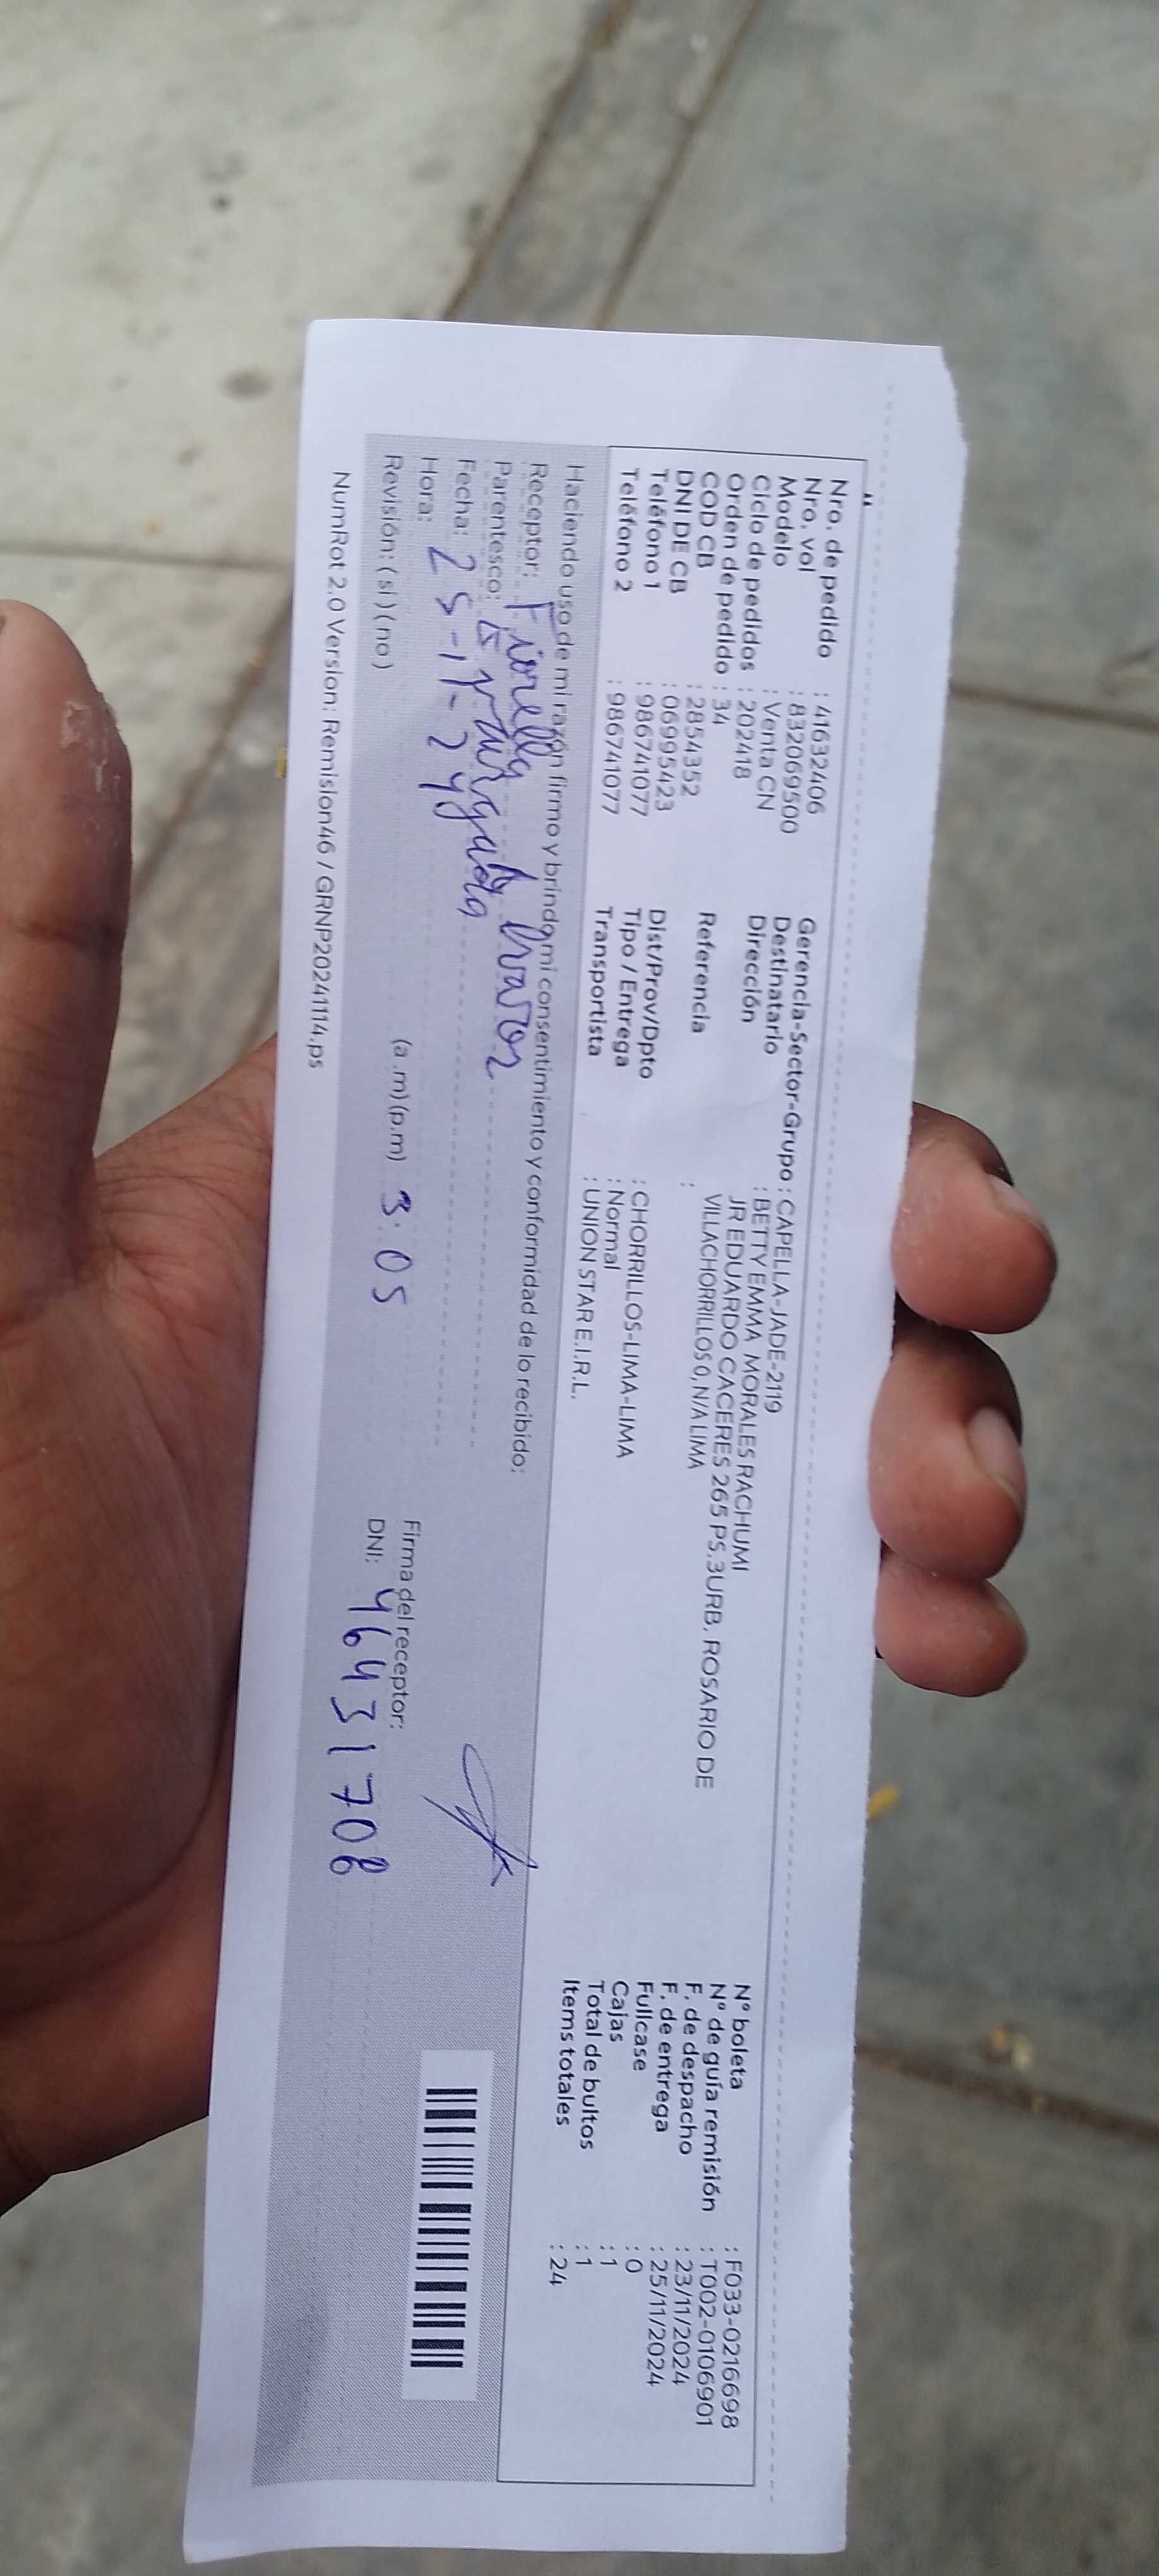 Nro. de pedido : 41632406
Nro. vol : 832069500
Modelo : Venta CN
Ciclo de pedidos : 202418
Orden de pedido : 34
COD CB : 2854352
DNI DE CB : 06995423
Teléfono 1 : 986741077
Teléfono 2 : 986741077
Gerencia-Sector-Grupo : CAPELLA-JADE-2119
Destinatario : BETTY EMMA MORALES RACHUMI
Dirección JR EDUARDO CACERES 265 PS.3URB. ROSARIO DE
VILLACHORRILLOS 0, N/A LIMA
Referencia :
Dist/Prov/Dpto : CHORRILLOS-LIMA-LIMA
Tipo / Entrega : Normal
Transportista : UNION STAR E.I.R.L.
N° boleta : F033-0216698
N° de guía remisión : T002-0106901
F. de despacho : 23/11/2024
F. de entrega : 25/11/2024
Fullcase : 0
Cajas : 1
Total de bultos : 1
Items totales : 24
Haciendo uso de mi razón firmo y brindo mi consentimiento y conformidad de lo recibido:
Receptor: Fiorella
Parentesco: Encargada
Fecha: 25-11-24
Hora: (a.m)(p.m) 3:05
Revisión: (si)(no)
Firma del receptor:
DNI: 46431708
NumRot 2.0 Version: Remision46 / GRNP20241114.ps